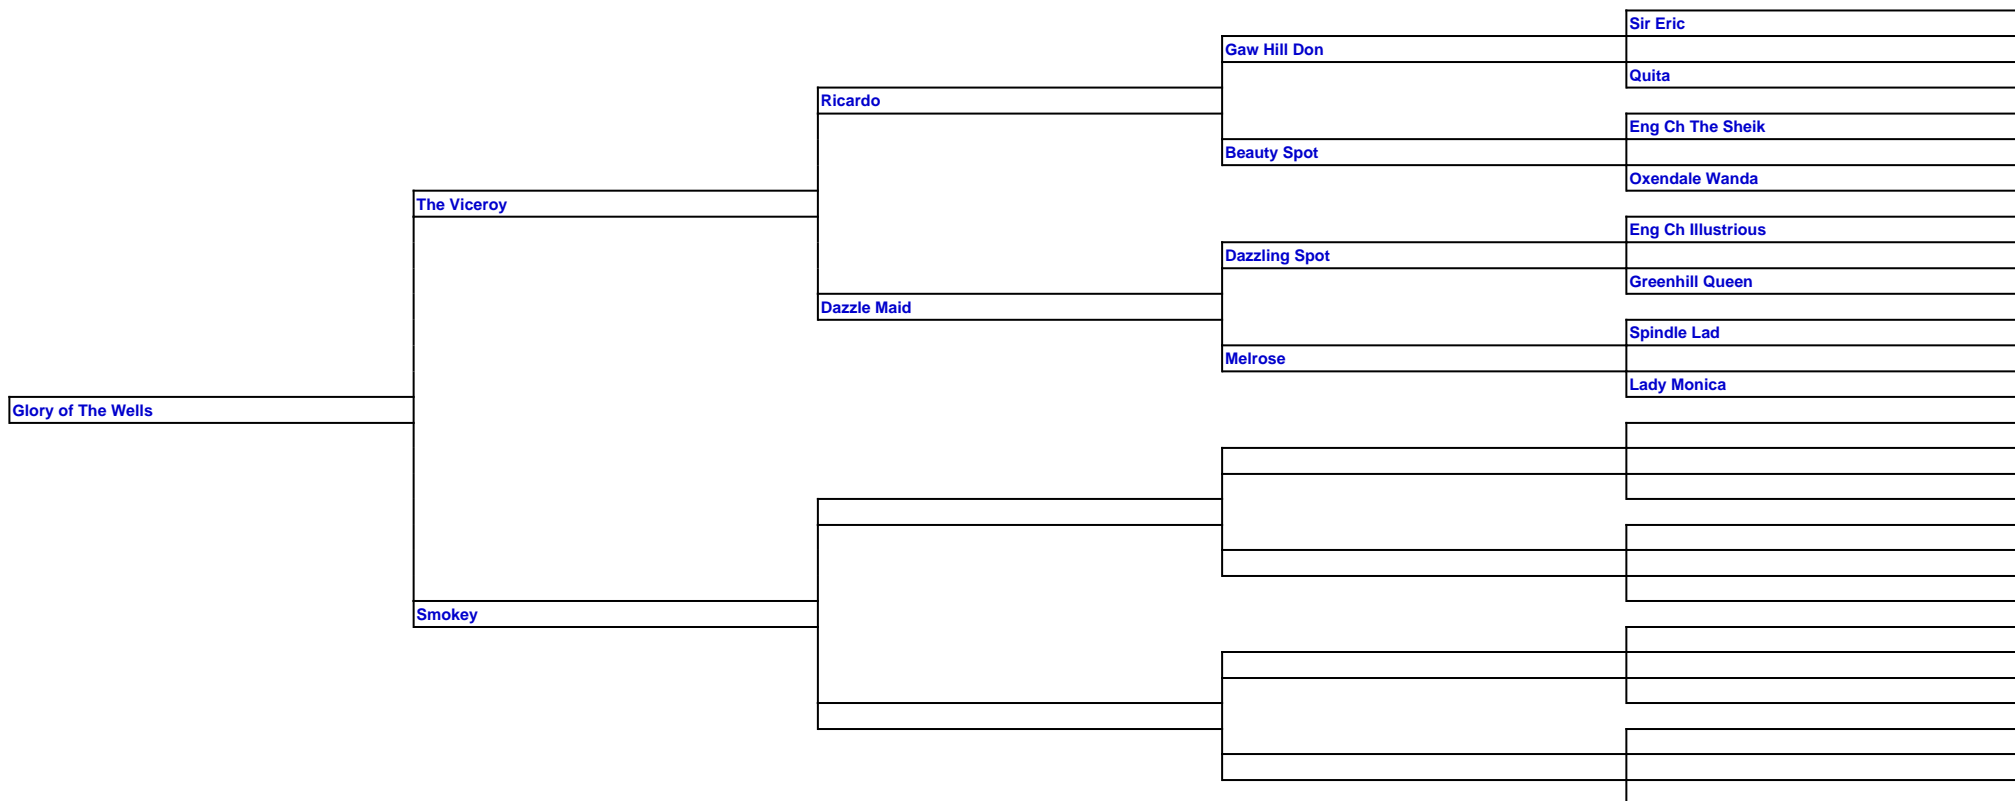 Sir Eric
Gaw Hill Don
Quita
Ricardo
Eng Ch The Sheik
Beauty Spot
Oxendale Wanda
The Viceroy
Eng Ch Illustrious
Dazzling Spot
Greenhill Queen
Dazzle Maid
Spindle Lad
Melrose
Lady Monica
Glory of The Wells
Smokey